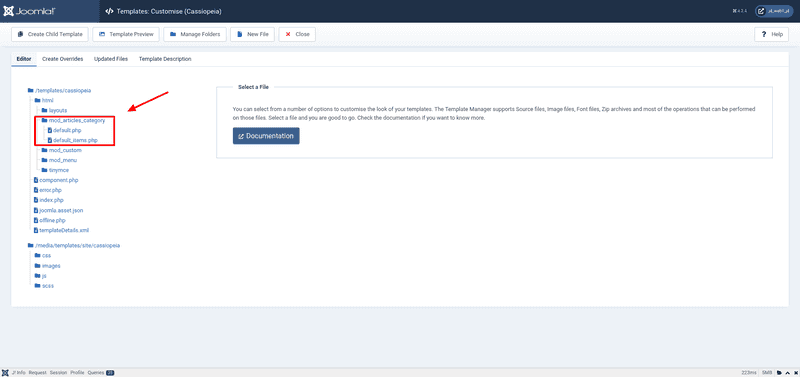 Joomla!
Templates: Customise (Cassiopeia)
Create Child Template
Template Preview
Manage Folders
New File
Close
Help
Editor
Create Overrides
Updated Files
Template Description
/templates/cassiopeia
html
layouts
mod_articles_category
default.php
default_items.php
mod_custom
mod_menu
tinymce
component.php
error.php
index.php
joomla.asset.json
offline.php
templateDetails.xml
/media/templates/site/cassiopeia
css
images
js
scss
Select a File
You can select from a number of options to customise the look of your templates. The Template Manager supports Source files, Image files, Font files, Zip archives and most of the operations that can be performed
on those files. Select a file and you are good to go. Check the documentation if you want to know more.
Documentation
J! Info Request Session Profile Queries
223ms
5MB